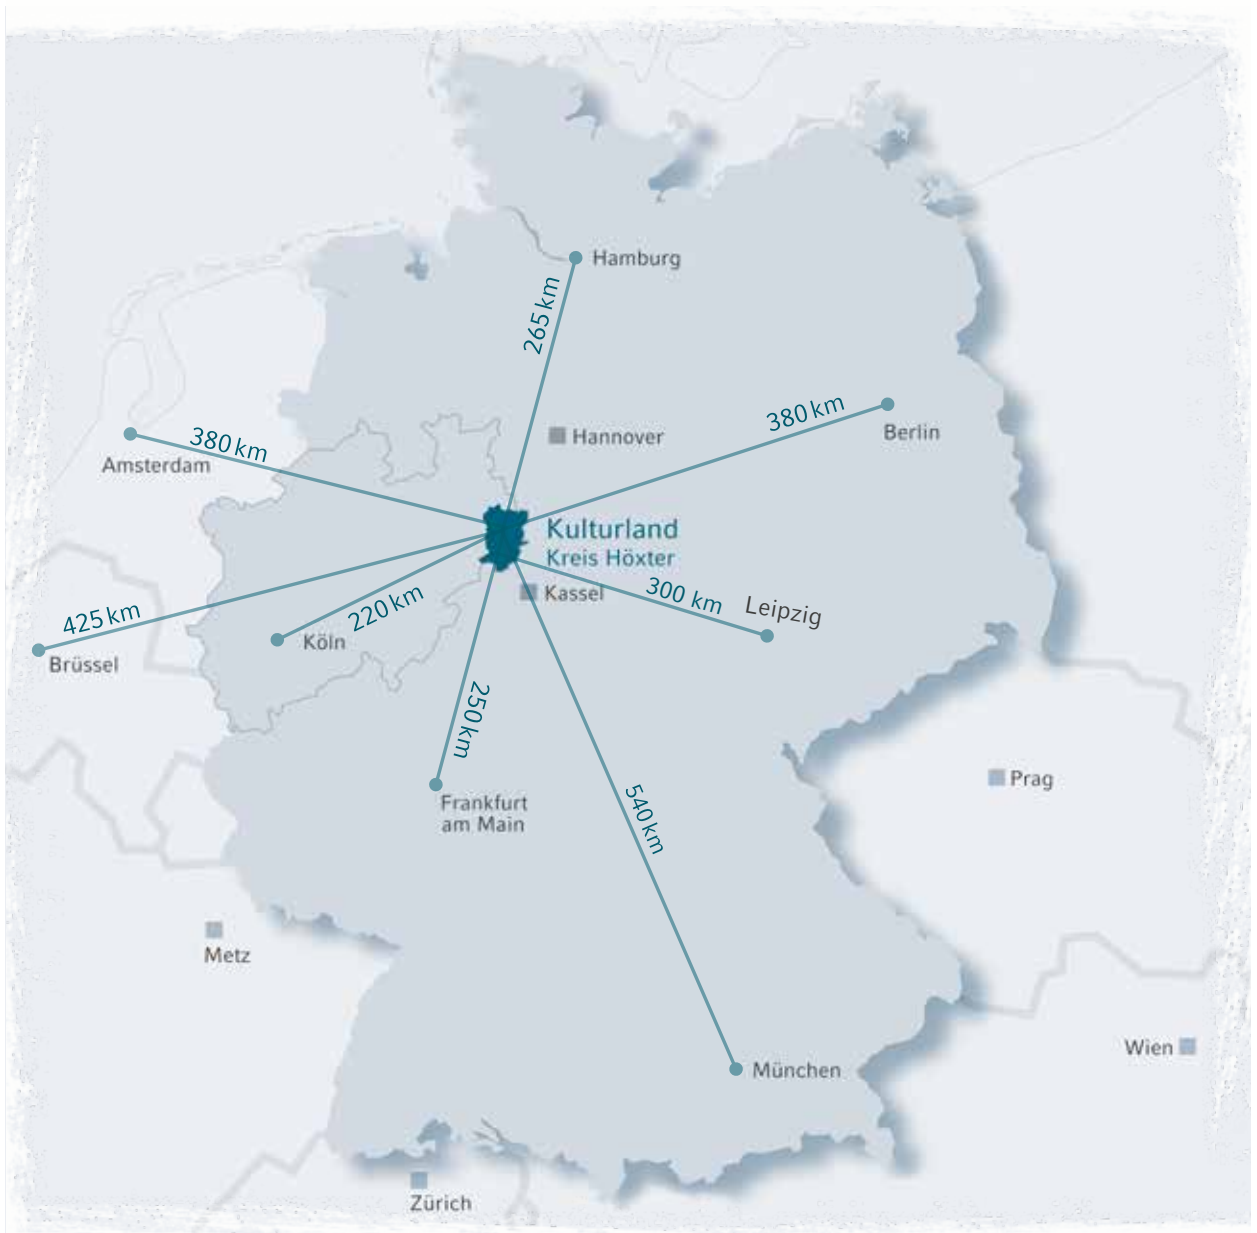 Hamburg
265 km
380 km
Berlin
Hannover
380 km
Amsterdam
Kulturland
Kreis Höxter
Kassel
300 km
Leipzig
425 km
Brüssel
220 km
Köln
250 km
Frankfurt
am Main
540 km
Prag
Metz
Wien
München
Zürich